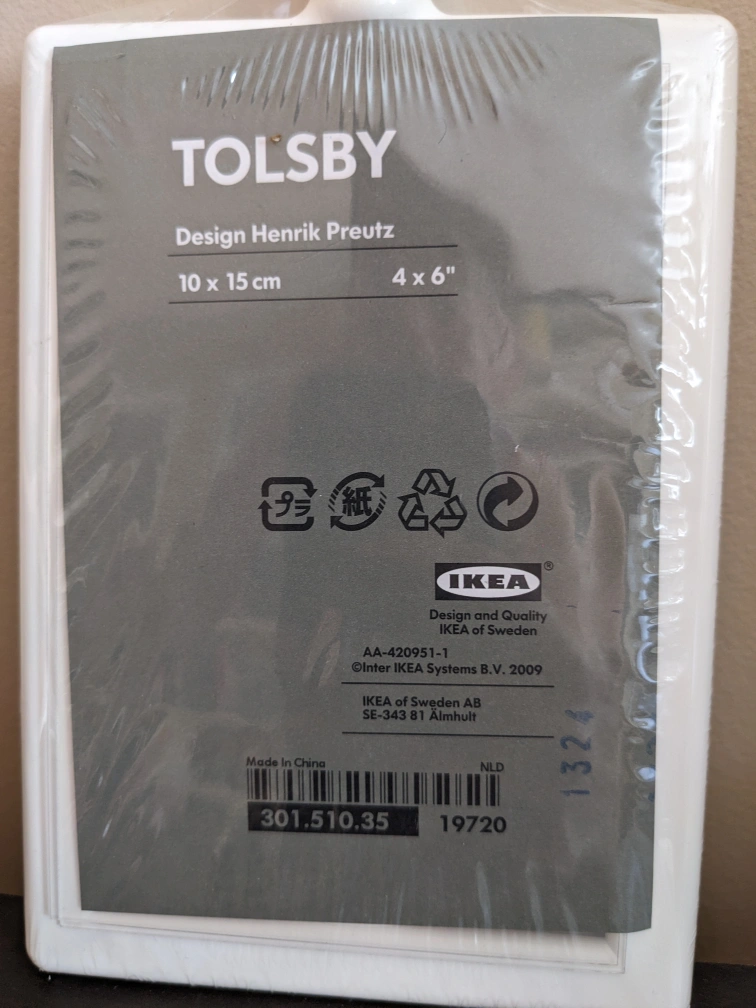 TOLSBY
Design Henrik Preutz
10 x 15 cm 4 x 6"
プラ 紙
IKEA ®
Design and Quality
IKEA of Sweden
AA-420951-1
©Inter IKEA Systems B.V. 2009
IKEA of Sweden AB
SE-343 81 Älmhult
Made In China NLD
301.510.35 19720
1324